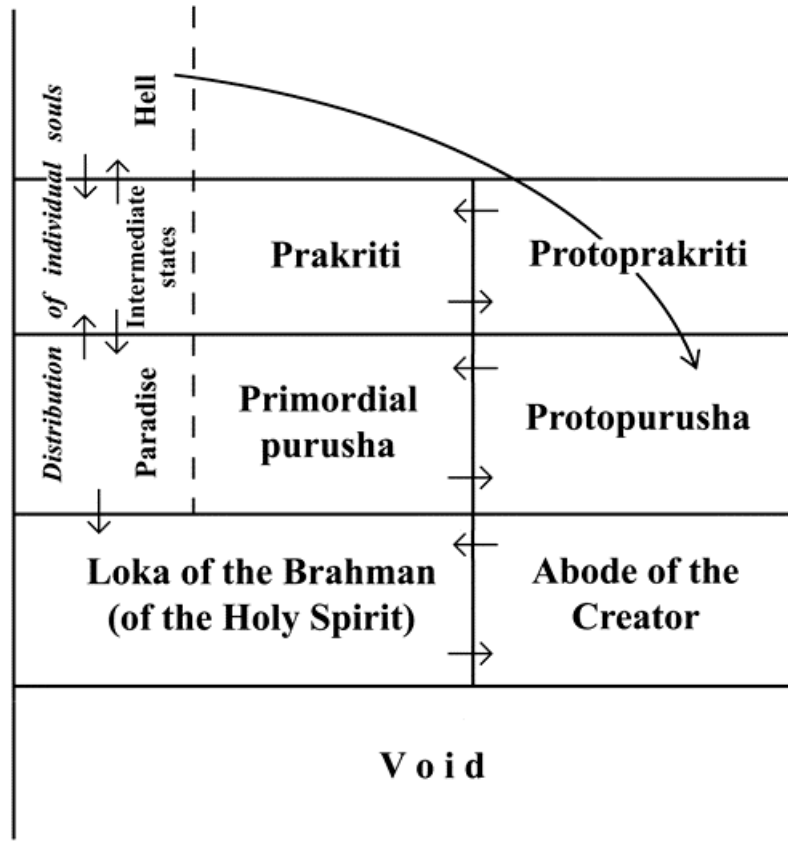 Distribution of individual souls
Hell
Intermediate
states
Paradise
Prakriti
Protoprakriti
Primordial
purusha
Protopurusha
Loka of the Brahman
(of the Holy Spirit)
Abode of the
Creator
Void